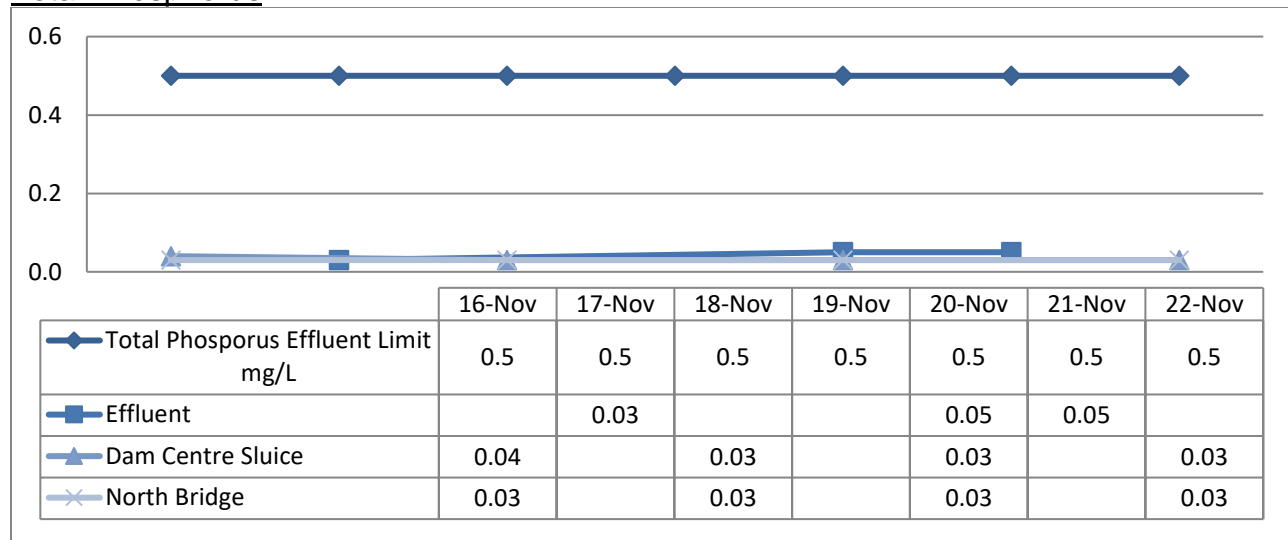 0.6
0.4
0.2
0.0
16-Nov 17-Nov 18-Nov 19-Nov 20-Nov 21-Nov 22-Nov
Total Phosporus Effluent Limit
mg/L
0.5 0.5 0.5 0.5 0.5 0.5 0.5
Effluent 0.03 0.05 0.05
Dam Centre Sluice 0.04 0.03 0.03 0.03
North Bridge 0.03 0.03 0.03 0.03